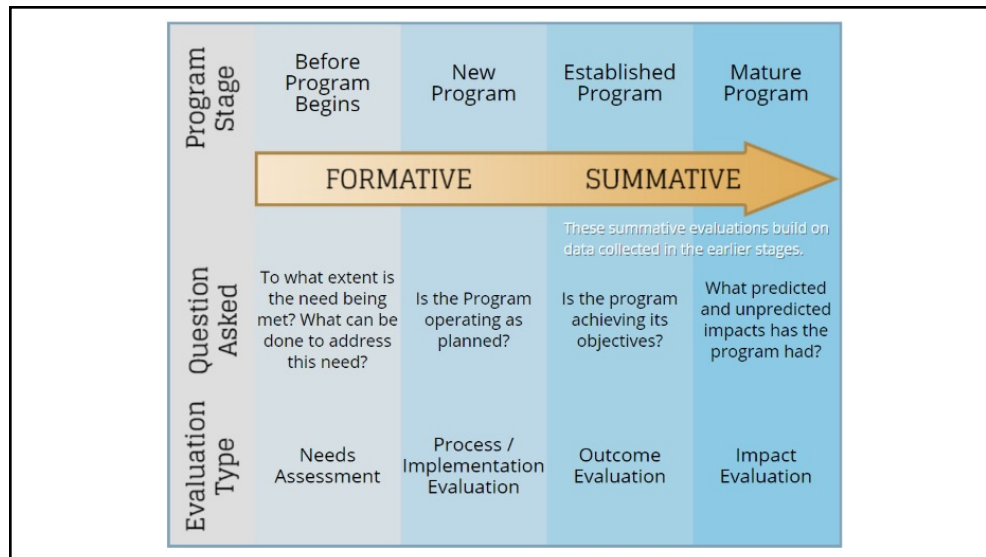 Program
Stage
Before
Program
Begins
New
Program
Established
Program
Mature
Program
FORMATIVE
SUMMATIVE
These summative evaluations build on
data collected in the earlier stages.
Question
Asked
To what extent is
the need being
met? What can be
done to address
this need?
Is the Program
operating as
planned?
Is the program
achieving its
objectives?
What predicted
and unpredicted
impacts has the
program had?
Evaluation
Type
Needs
Assessment
Process /
Implementation
Evaluation
Outcome
Evaluation
Impact
Evaluation